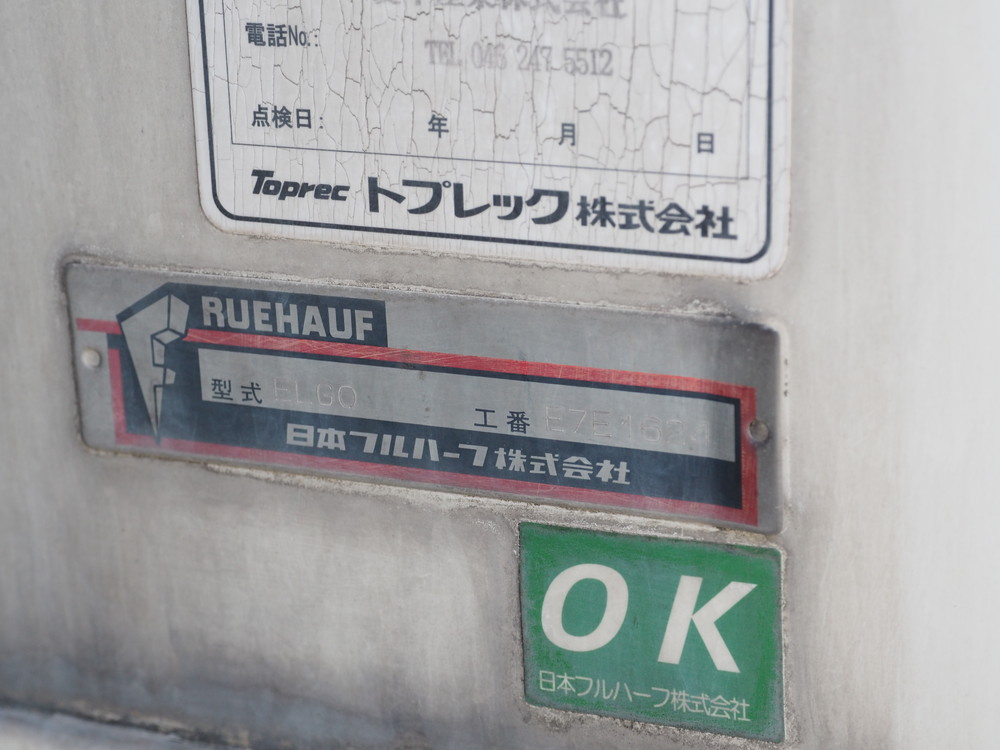 電話No.:
TEL 046 247 5512
点検日: 年 月 日
Toprec トプレック株式会社
FRUEHAUF
型式 ELGO 工番
日本フルハーフ株式会社
OK
日本フルハーフ株式会社